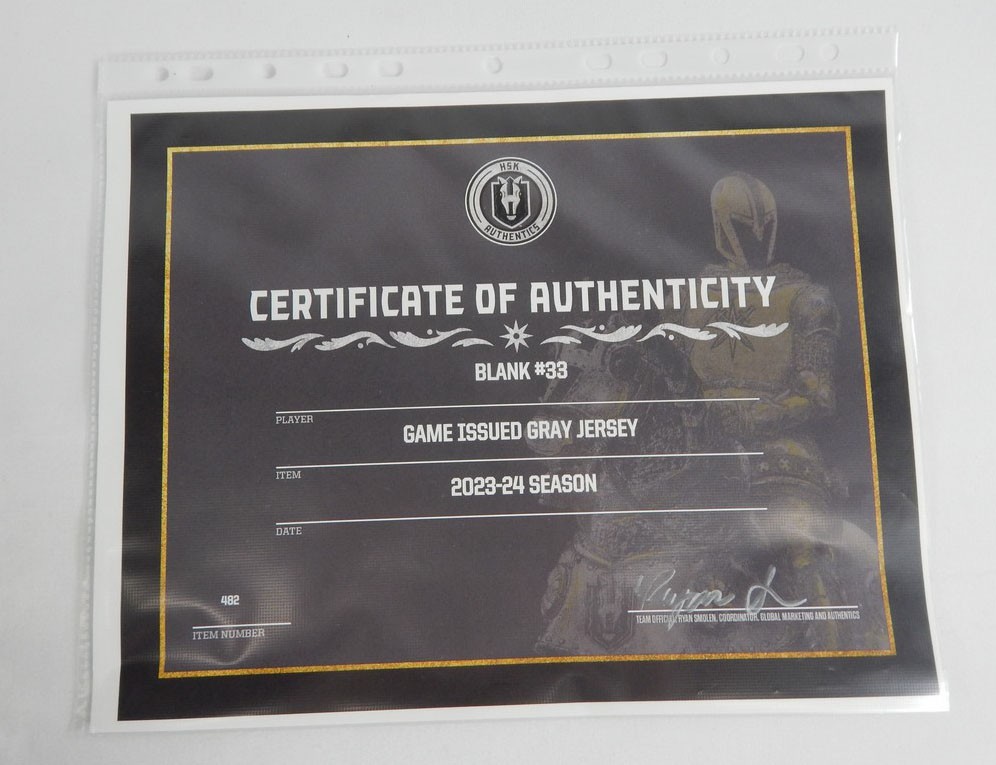 HSK
AUTHENTICS
CERTIFICATE OF AUTHENTICITY
BLANK #33
PLAYER
GAME ISSUED GRAY JERSEY
ITEM
2023-24 SEASON
DATE
482
ITEM NUMBER
Ryan
TEAM OFFICIAL RYAN SMOLEN, COORDINATOR, GLOBAL MARKETING AND AUTHENTICS